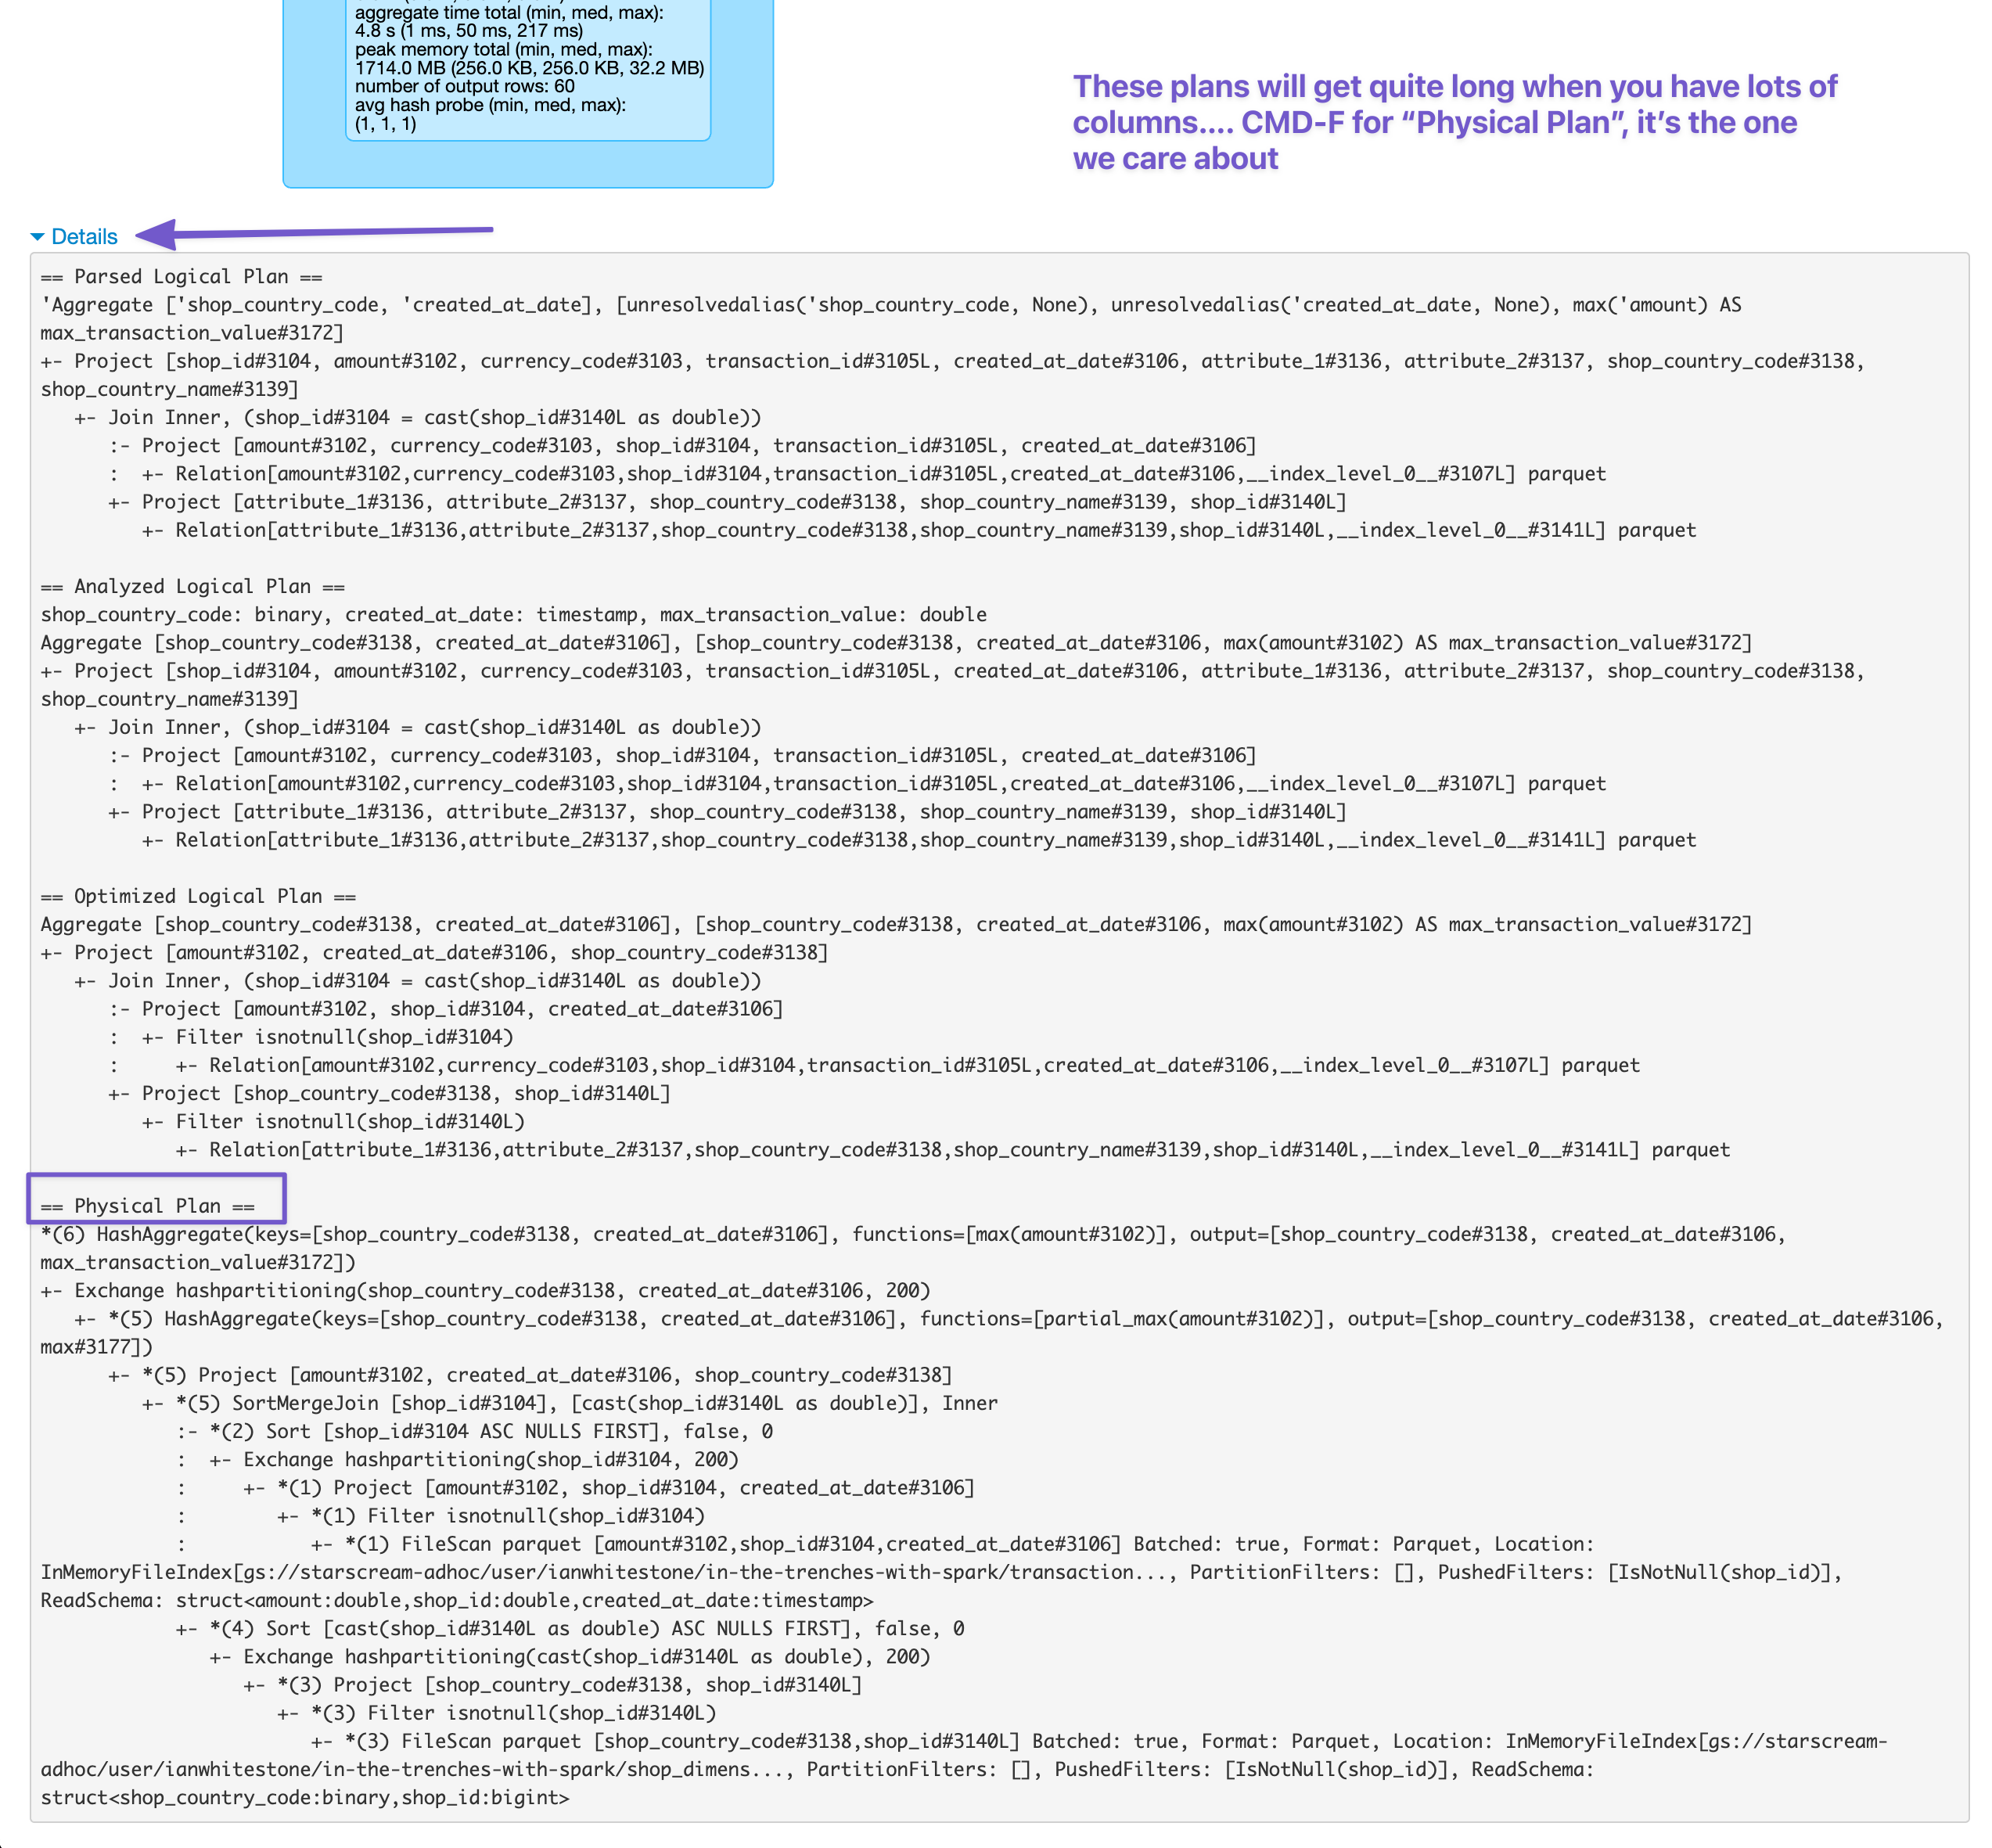 aggregate time total (min, med, max):
4.8 s (1 ms, 50 ms, 217 ms)
peak memory total (min, med, max):
1714.0 MB (256.0 KB, 256.0 KB, 32.2 MB)
number of output rows: 60
avg hash probe (min, med, max):
(1, 1, 1)
These plans will get quite long when you have lots of
columns.... CMD-F for “Physical Plan”, it’s the one
we care about
Details
== Parsed Logical Plan ==
'Aggregate ['shop_country_code, 'created_at_date], [unresolvedalias('shop_country_code, None), unresolvedalias('created_at_date, None), max('amount) AS
max_transaction_value#3172]
+- Project [shop_id#3104, amount#3102, currency_code#3103, transaction_id#3105L, created_at_date#3106, attribute_1#3136, attribute_2#3137, shop_country_code#3138,
shop_country_name#3139]
   +- Join Inner, (shop_id#3104 = cast(shop_id#3140L as double))
      :- Project [amount#3102, currency_code#3103, shop_id#3104, transaction_id#3105L, created_at_date#3106]
      :  +- Relation[amount#3102,currency_code#3103,shop_id#3104,transaction_id#3105L,created_at_date#3106,__index_level_0__#3107L] parquet
      +- Project [attribute_1#3136, attribute_2#3137, shop_country_code#3138, shop_country_name#3139, shop_id#3140L]
         +- Relation[attribute_1#3136,attribute_2#3137,shop_country_code#3138,shop_country_name#3139,shop_id#3140L,__index_level_0__#3141L] parquet
== Analyzed Logical Plan ==
shop_country_code: binary, created_at_date: timestamp, max_transaction_value: double
Aggregate [shop_country_code#3138, created_at_date#3106], [shop_country_code#3138, created_at_date#3106, max(amount#3102) AS max_transaction_value#3172]
+- Project [shop_id#3104, amount#3102, currency_code#3103, transaction_id#3105L, created_at_date#3106, attribute_1#3136, attribute_2#3137, shop_country_code#3138,
shop_country_name#3139]
   +- Join Inner, (shop_id#3104 = cast(shop_id#3140L as double))
      :- Project [amount#3102, currency_code#3103, shop_id#3104, transaction_id#3105L, created_at_date#3106]
      :  +- Relation[amount#3102,currency_code#3103,shop_id#3104,transaction_id#3105L,created_at_date#3106,__index_level_0__#3107L] parquet
      +- Project [attribute_1#3136, attribute_2#3137, shop_country_code#3138, shop_country_name#3139, shop_id#3140L]
         +- Relation[attribute_1#3136,attribute_2#3137,shop_country_code#3138,shop_country_name#3139,shop_id#3140L,__index_level_0__#3141L] parquet
== Optimized Logical Plan ==
Aggregate [shop_country_code#3138, created_at_date#3106], [shop_country_code#3138, created_at_date#3106, max(amount#3102) AS max_transaction_value#3172]
+- Project [amount#3102, created_at_date#3106, shop_country_code#3138]
   +- Join Inner, (shop_id#3104 = cast(shop_id#3140L as double))
      :- Project [amount#3102, shop_id#3104, created_at_date#3106]
      :  +- Filter isnotnull(shop_id#3104)
      :     +- Relation[amount#3102,currency_code#3103,shop_id#3104,transaction_id#3105L,created_at_date#3106,__index_level_0__#3107L] parquet
      +- Project [shop_country_code#3138, shop_id#3140L]
         +- Filter isnotnull(shop_id#3140L)
            +- Relation[attribute_1#3136,attribute_2#3137,shop_country_code#3138,shop_country_name#3139,shop_id#3140L,__index_level_0__#3141L] parquet
== Physical Plan ==
*(6) HashAggregate(keys=[shop_country_code#3138, created_at_date#3106], functions=[max(amount#3102)], output=[shop_country_code#3138, created_at_date#3106,
max_transaction_value#3172])
+- Exchange hashpartitioning(shop_country_code#3138, created_at_date#3106, 200)
   +- *(5) HashAggregate(keys=[shop_country_code#3138, created_at_date#3106], functions=[partial_max(amount#3102)], output=[shop_country_code#3138, created_at_date#3106,
max#3177])
      +- *(5) Project [amount#3102, created_at_date#3106, shop_country_code#3138]
         +- *(5) SortMergeJoin [shop_id#3104], [cast(shop_id#3140L as double)], Inner
            :- *(2) Sort [shop_id#3104 ASC NULLS FIRST], false, 0
            :  +- Exchange hashpartitioning(shop_id#3104, 200)
            :     +- *(1) Project [amount#3102, shop_id#3104, created_at_date#3106]
            :        +- *(1) Filter isnotnull(shop_id#3104)
            :           +- *(1) FileScan parquet [amount#3102,shop_id#3104,created_at_date#3106] Batched: true, Format: Parquet, Location:
InMemoryFileIndex[gs://starscream-adhoc/user/ianwhitestone/in-the-trenches-with-spark/transaction..., PartitionFilters: [], PushedFilters: [IsNotNull(shop_id)],
ReadSchema: struct<amount:double,shop_id:double,created_at_date:timestamp>
            +- *(4) Sort [cast(shop_id#3140L as double) ASC NULLS FIRST], false, 0
               +- Exchange hashpartitioning(cast(shop_id#3140L as double), 200)
                  +- *(3) Project [shop_country_code#3138, shop_id#3140L]
                     +- *(3) Filter isnotnull(shop_id#3140L)
                        +- *(3) FileScan parquet [shop_country_code#3138,shop_id#3140L] Batched: true, Format: Parquet, Location: InMemoryFileIndex[gs://starscream-
adhoc/user/ianwhitestone/in-the-trenches-with-spark/shop_dimens..., PartitionFilters: [], PushedFilters: [IsNotNull(shop_id)], ReadSchema:
struct<shop_country_code:binary,shop_id:bigint>